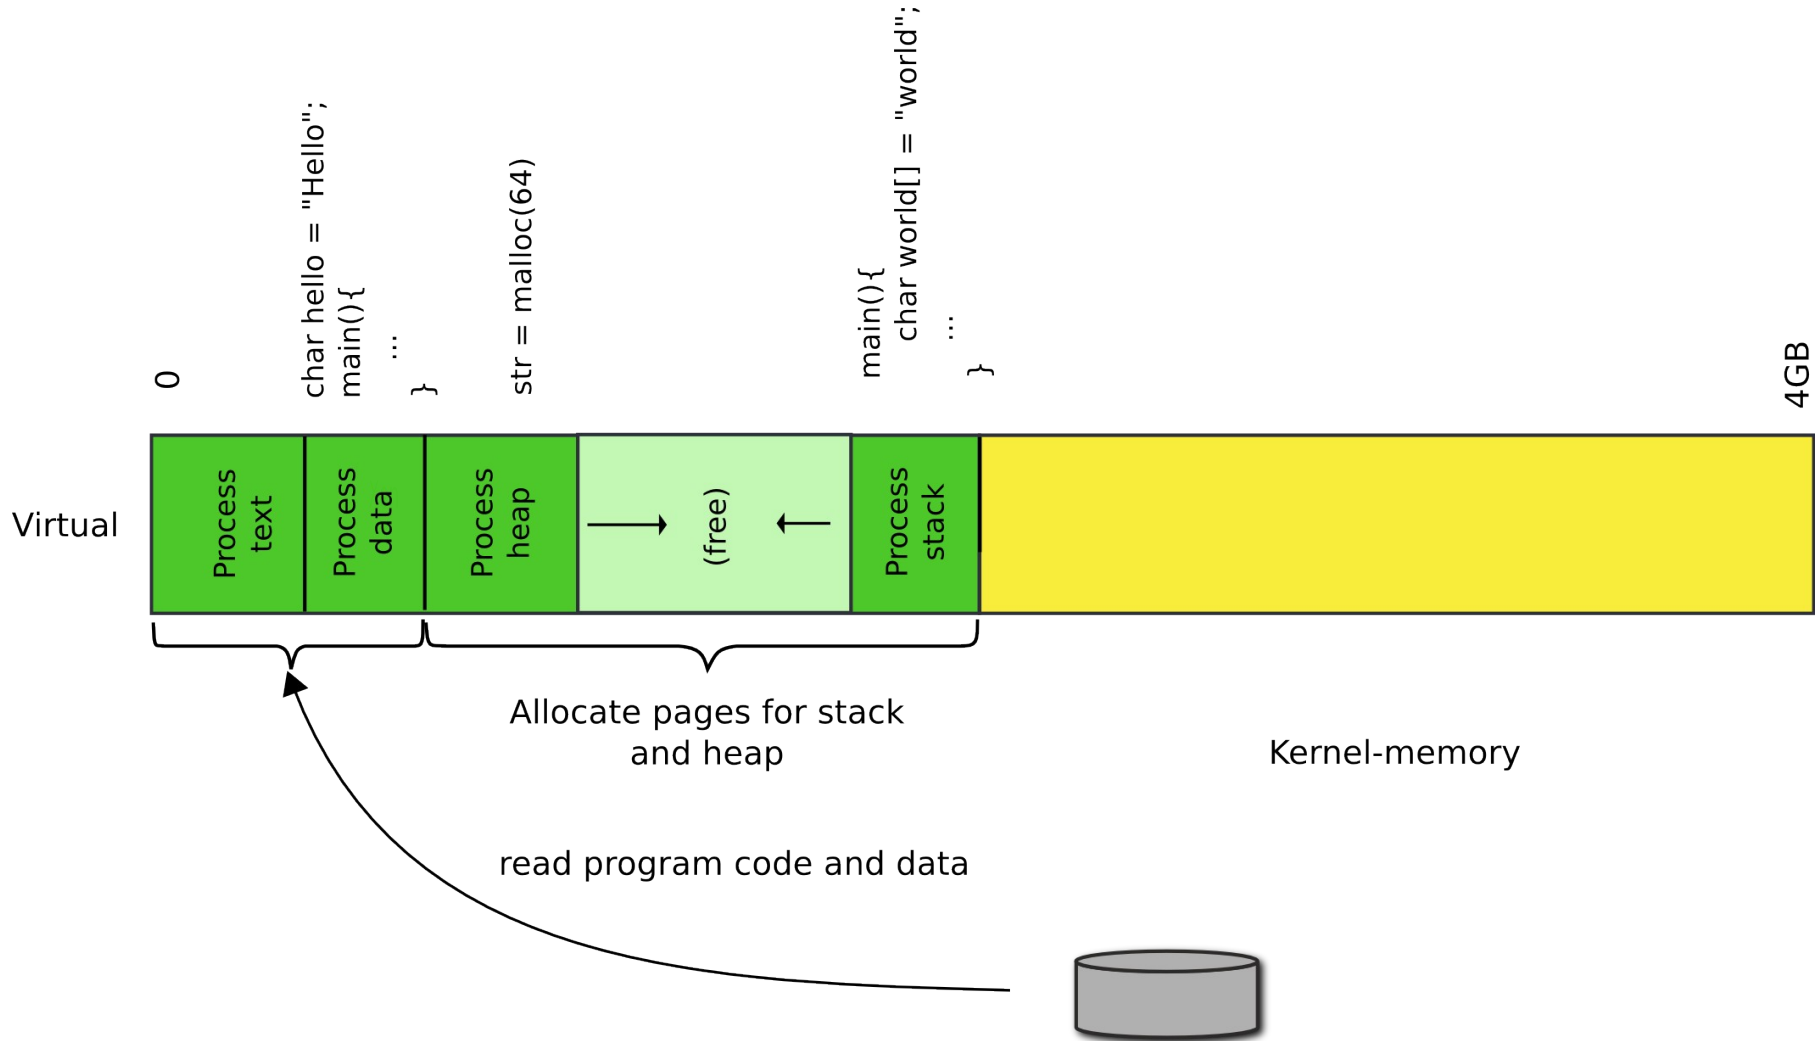 0
char hello = "Hello";
main(){
...
}
str = malloc(64)
main(){
char world[] = "world";
...
}
4GB
Virtual
Process
text
Process
data
Process
heap
(free)
Process
stack
Allocate pages for stack
and heap
Kernel-memory
read program code and data